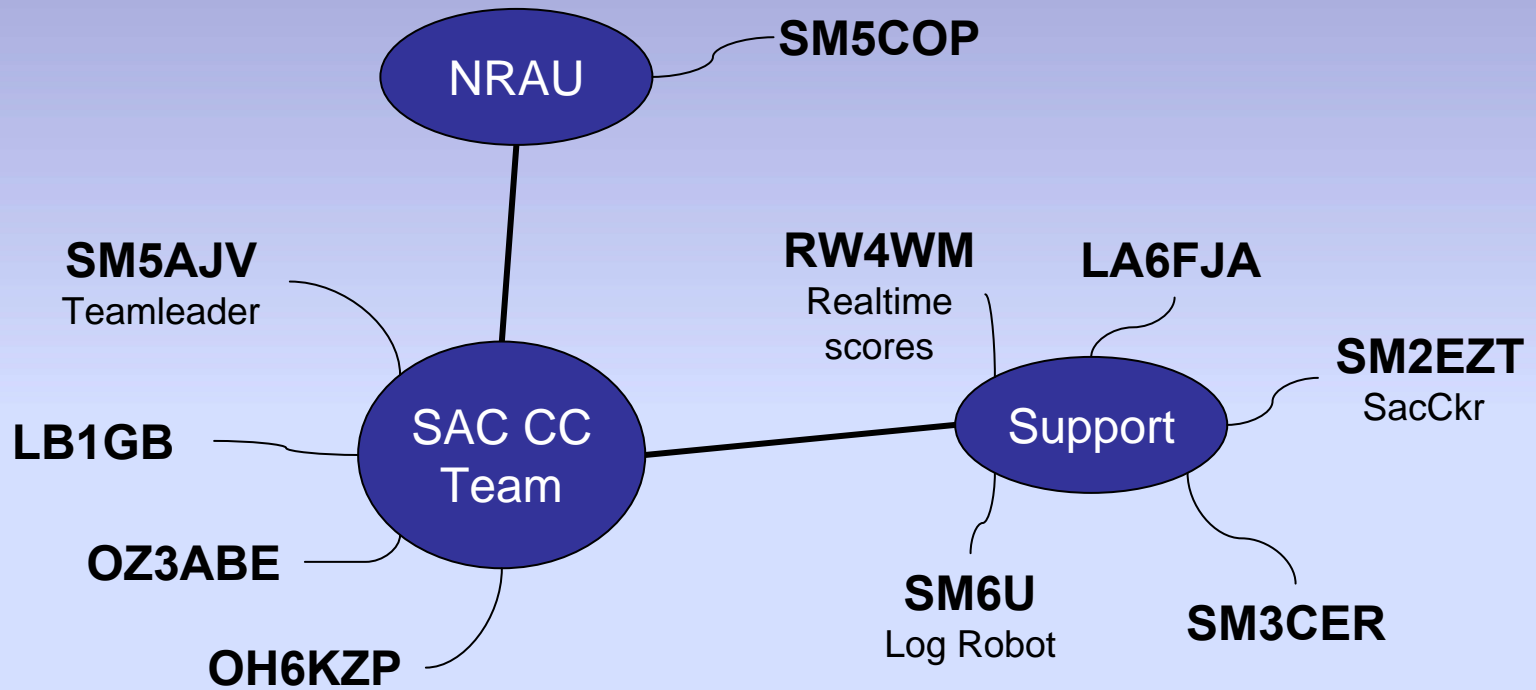 SM5COP
NRAU
SM5AJV
Teamleader
RW4WM
Realtime
scores
LA6FJA
SM2EZT
SacCkr
LB1GB
SAC CC
Team
Support
OZ3ABE
SM6U
Log Robot
SM3CER
OH6KZP